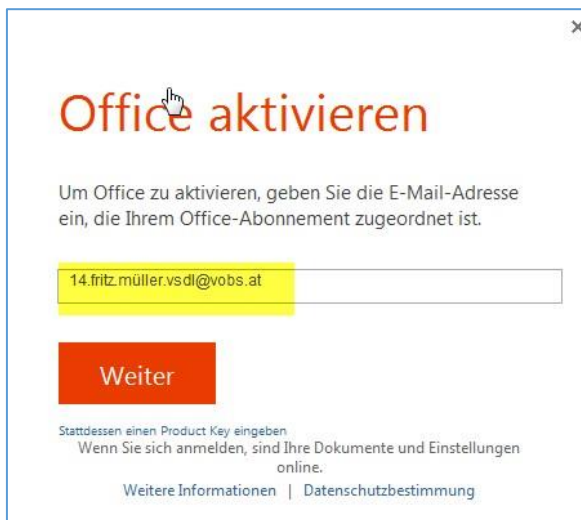 Office aktivieren
Um Office zu aktivieren, geben Sie die E-Mail-Adresse
ein, die Ihrem Office-Abonnement zugeordnet ist.
14.fritz.müller.vsdl@vobs.at
Weiter
Stattdessen einen Product Key eingeben
Wenn Sie sich anmelden, sind Ihre Dokumente und Einstellungen
online.
Weitere Informationen | Datenschutzbestimmung